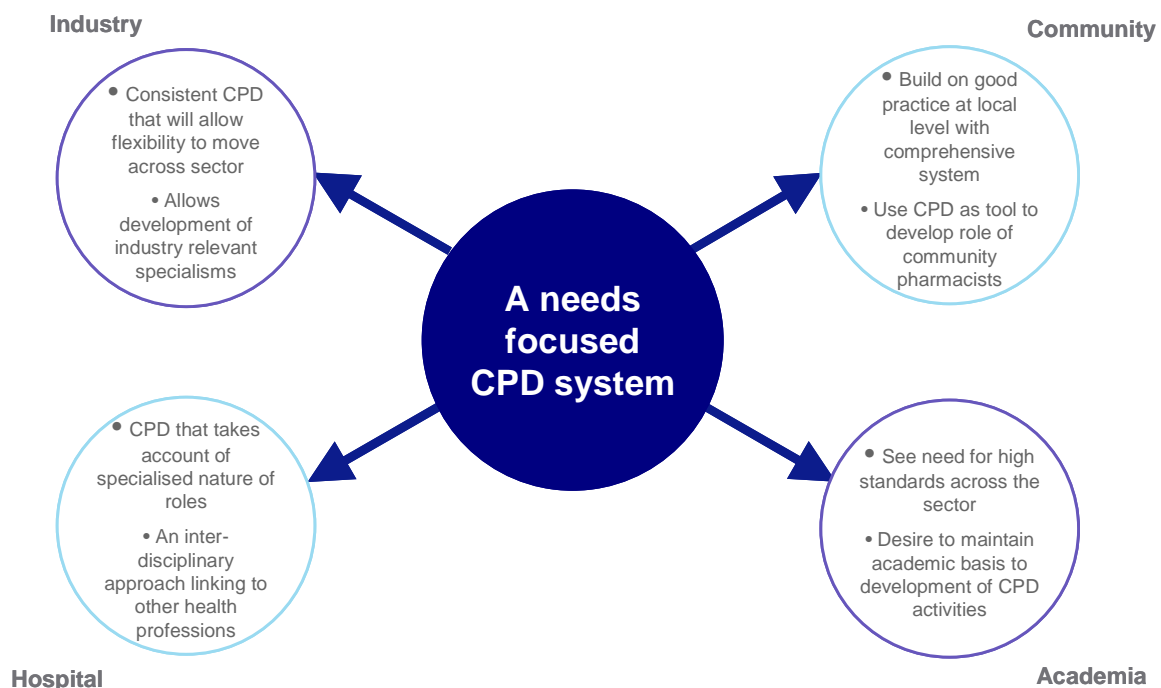 Industry
• Consistent CPD
that will allow
flexibility to move
across sector
• Allows
development of
industry relevant
specialisms
Community
• Build on good
practice at local
level with
comprehensive
system
• Use CPD as tool to
develop role of
community
pharmacists
A needs
focused
CPD system
• CPD that takes
account of
specialised nature of
roles
• An inter-
disciplinary
approach linking to
other health
professions
Hospital
• See need for high
standards across the
sector
• Desire to maintain
academic basis to
development of CPD
activities
Academia